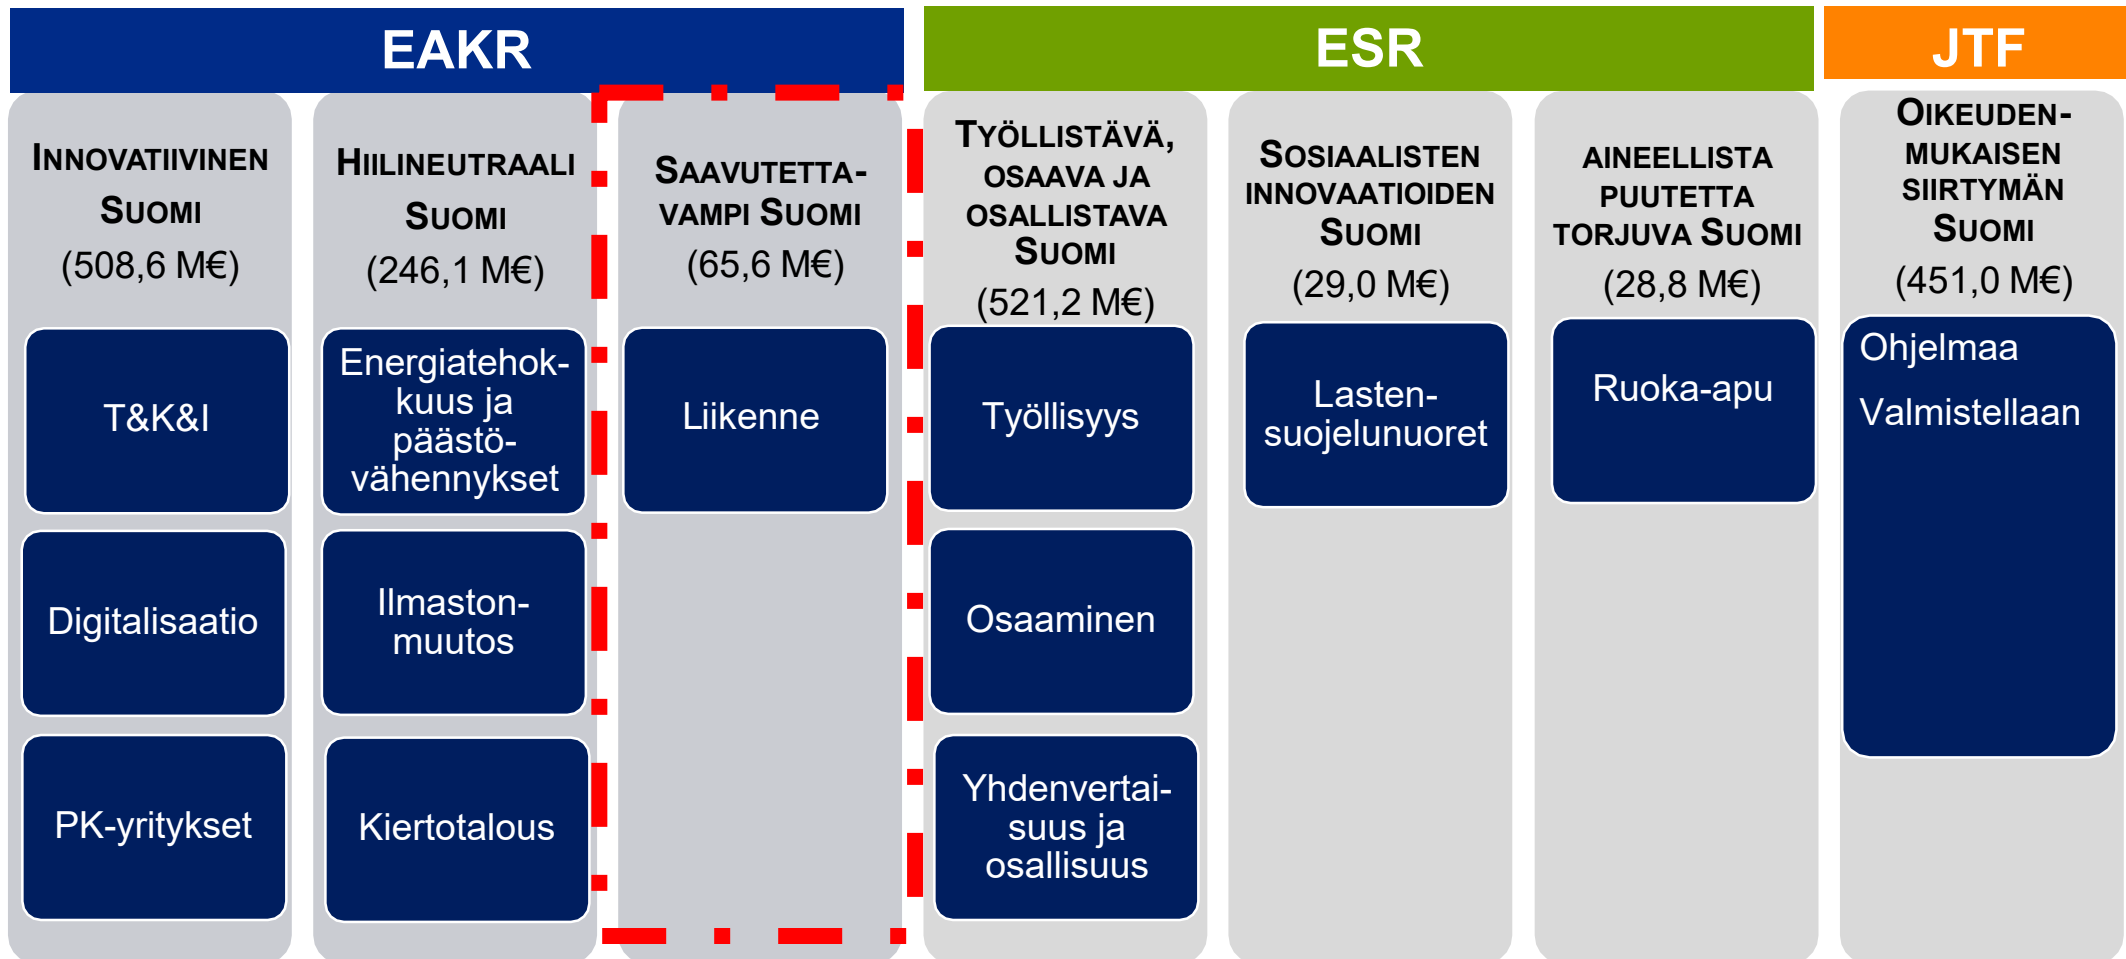 EAKR
INNOVATIIVINEN
SUOMI
(508,6 M€)
T&K&I
Digitalisaatio
PK-yritykset
HIILINEUTRAALI
SUOMI
(246,1 M€)
Energiatehok-
kuus ja
päästö-
vähennykset
Ilmaston-
muutos
Kiertotalous
SAAVUTETTA-
VAMPI SUOMI
(65,6 M€)
Liikenne
ESR
TYÖLLISTÄVÄ,
OSAAVA JA
OSALLISTAVA
SUOMI
(521,2 M€)
Työllisyys
Osaaminen
Yhdenvertai-
suus ja
osallisuus
SOSIAALISTEN
INNOVAATIOIDEN
SUOMI
(29,0 M€)
Lasten-
suojelunuoret
AINEELLISTA
PUUTETTA
TORJUVA SUOMI
(28,8 M€)
Ruoka-apu
JTF
OIKEUDEN-
MUKAISEN
SIIRTYMÄN
SUOMI
(451,0 M€)
Ohjelmaa
Valmistellaan